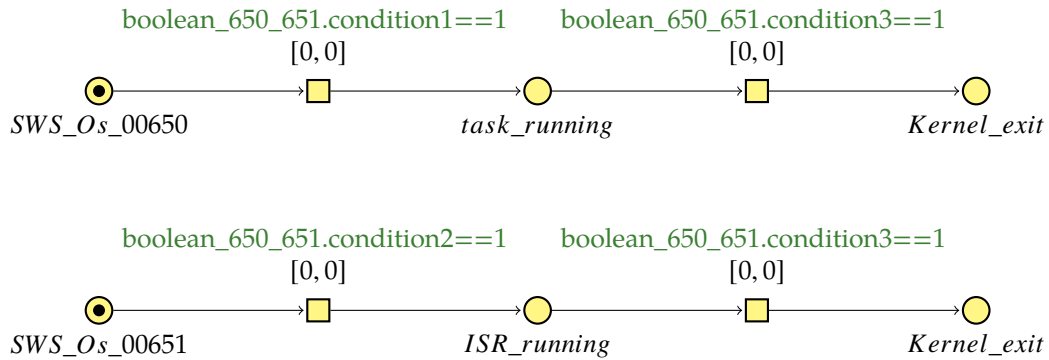 boolean_650_651.condition1==1 boolean_650_651.condition3==1
[0, 0] [0, 0]
SWS_Os_00650 task_running Kernel_exit
boolean_650_651.condition2==1 boolean_650_651.condition3==1
[0, 0] [0, 0]
SWS_Os_00651 ISR_running Kernel_exit